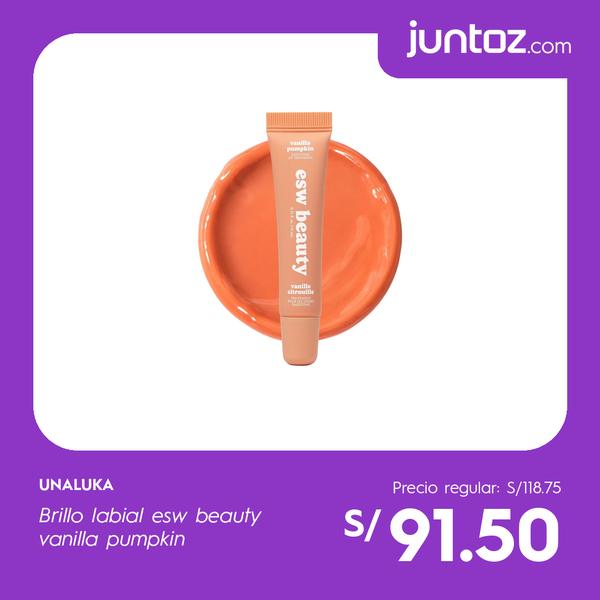 juntoz.com
vanilla
pumpkin
esw beauty
vanille
citrouille
UNALUKA
Brillo labial esw beauty
vanilla pumpkin
Precio regular: S/118.75
S/91.50